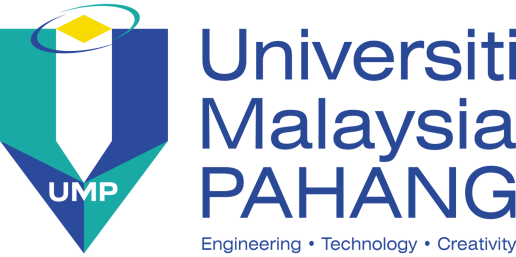 UMP
Universiti
Malaysia
PAHANG
Engineering • Technology • Creativity